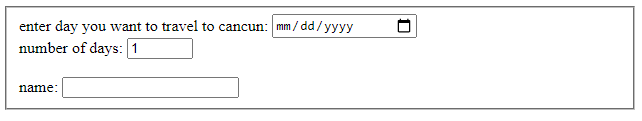 enter day you want to travel to cancun: mm/dd/yyyy
number of days: 1
name: